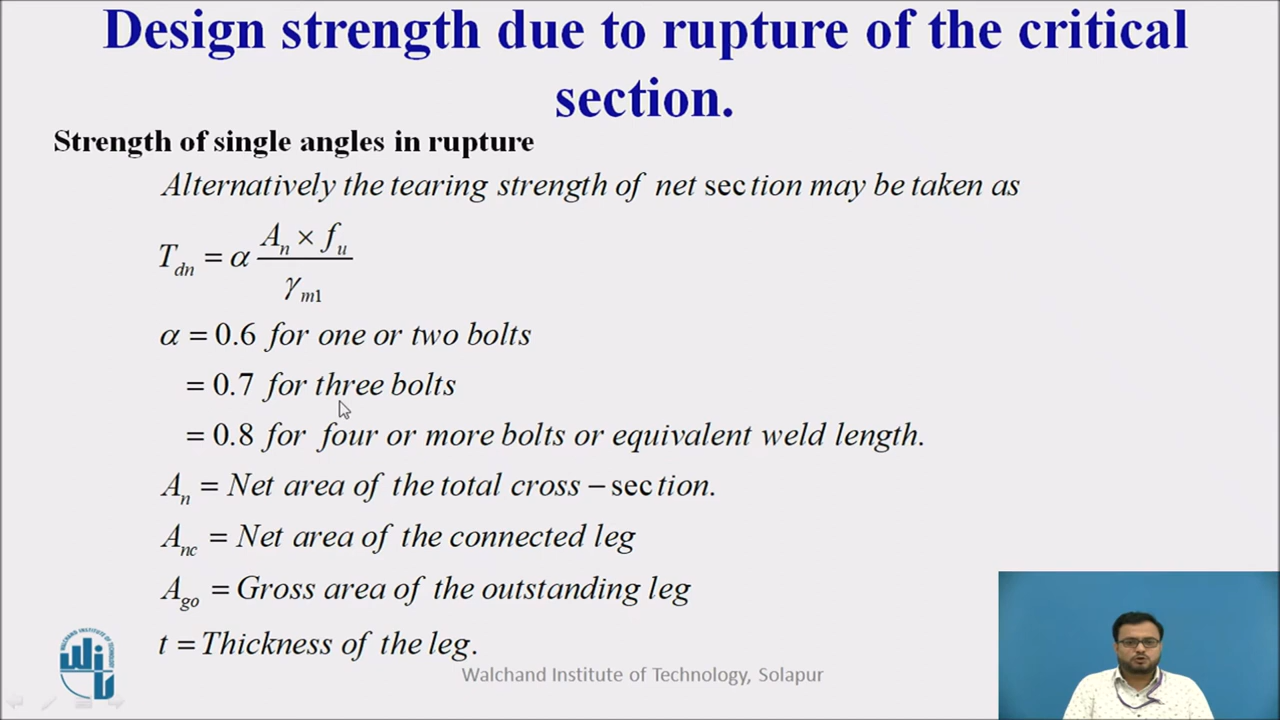 Design strength due to rupture of the critical
section.
Strength of single angles in rupture
Alternatively the tearing strength of net section may be taken as
T_dn = α (A_n × f_u) / γ_m1
α = 0.6 for one or two bolts
= 0.7 for three bolts
= 0.8 for four or more bolts or equivalent weld length.
A_n = Net area of the total cross – section.
A_nc = Net area of the connected leg
A_go = Gross area of the outstanding leg
t = Thickness of the leg.
WALCHAND INSTITUTE OF TECHNOLOGY
Walchand Institute of Technology, Solapur